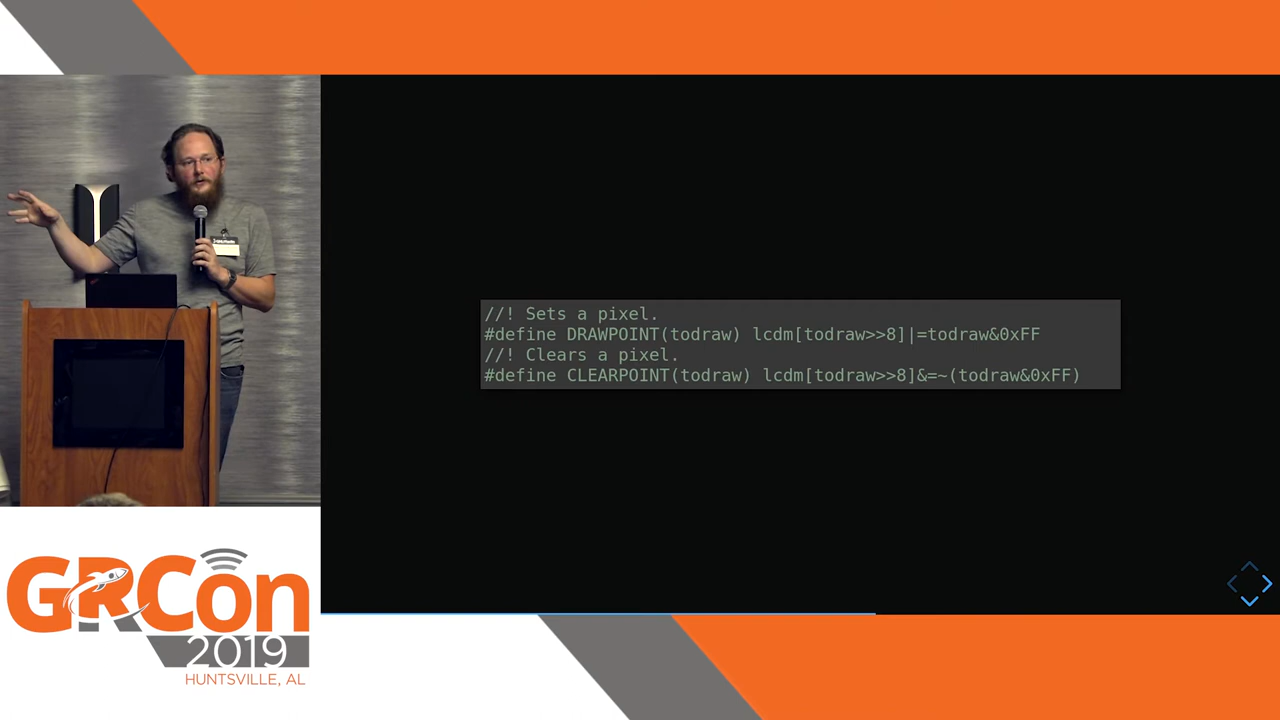 //! Sets a pixel.
#define DRAWPOINT(todraw) lcdm[todraw>>8]|=todraw&0xFF
//! Clears a pixel.
#define CLEARPOINT(todraw) lcdm[todraw>>8]&=~(todraw&0xFF)
GRCon
2019
HUNTSVILLE, AL